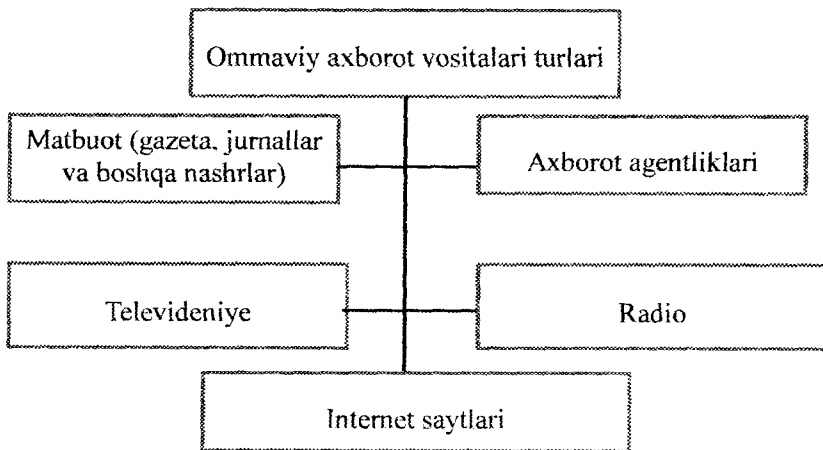 Ommaviy axborot vositalari turlari
Matbuot (gazeta, jurnallar
va boshqa nashrlar)
Axborot agentliklari
Televideniye
Radio
Internet saytlari